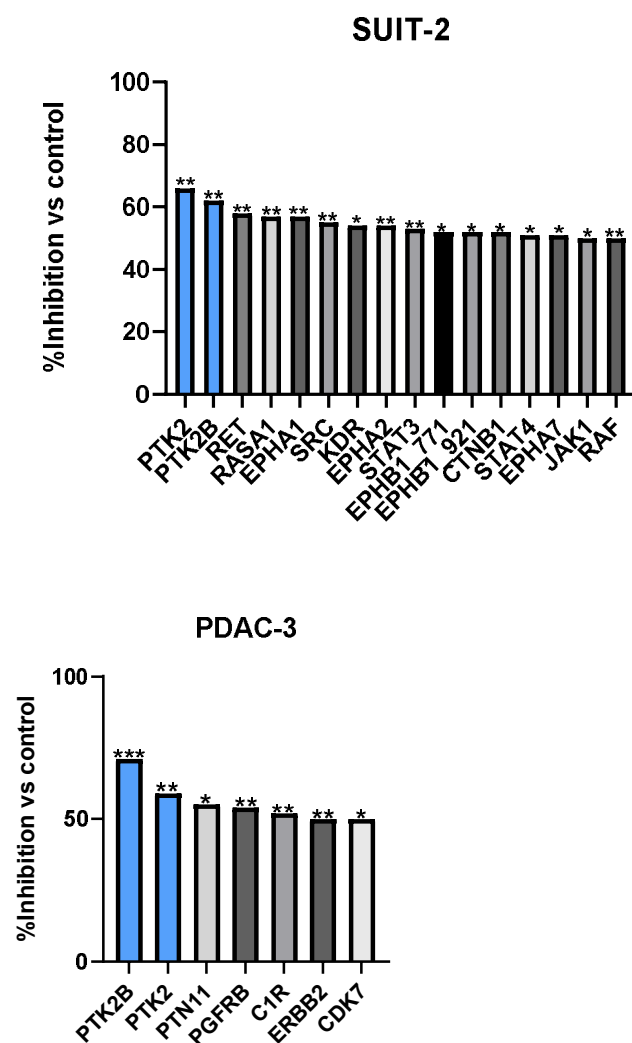 SUIT-2
%Inhibition vs control
100
80
60
40
20
0
** ** ** ** ** ** * ** ** * * * * * * **
PTK2 PTK2B RET RASA1 EPHA1 SRC KDR EPHA2 STAT3 EPHB1_771 EPHB1_921 CTNB1 STAT4 EPHA7 JAK1 RAF
PDAC-3
%Inhibition vs control
100
50
0
*** ** * ** ** ** *
PTK2B PTK2 PTN11 PGFRB C1R ERBB2 CDK7